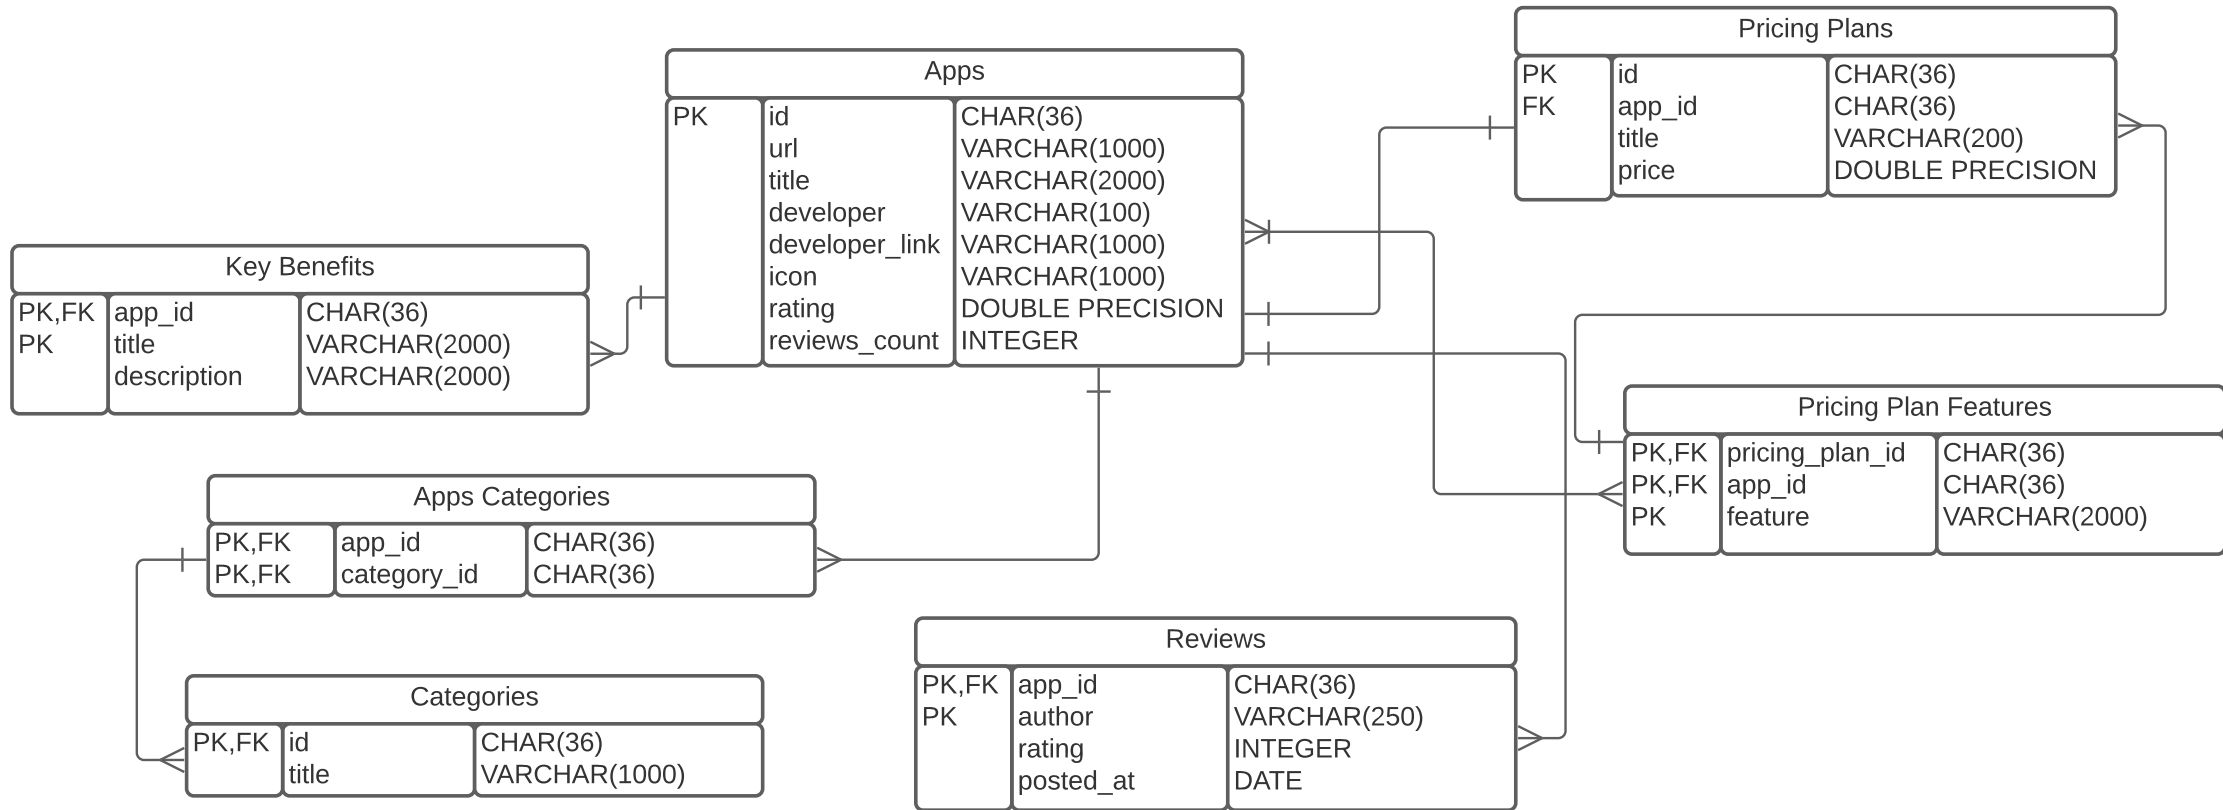 Pricing Plans
PK id CHAR(36)
FK app_id CHAR(36)
title VARCHAR(200)
price DOUBLE PRECISION
Apps
PK id CHAR(36)
url VARCHAR(1000)
title VARCHAR(2000)
developer VARCHAR(100)
developer_link VARCHAR(1000)
icon VARCHAR(1000)
rating DOUBLE PRECISION
reviews_count INTEGER
Key Benefits
PK,FK app_id CHAR(36)
PK title VARCHAR(2000)
description VARCHAR(2000)
Pricing Plan Features
PK,FK pricing_plan_id CHAR(36)
PK,FK app_id CHAR(36)
PK feature VARCHAR(2000)
Apps Categories
PK,FK app_id CHAR(36)
PK,FK category_id CHAR(36)
Reviews
PK,FK app_id CHAR(36)
PK author VARCHAR(250)
rating INTEGER
posted_at DATE
Categories
PK,FK id CHAR(36)
title VARCHAR(1000)